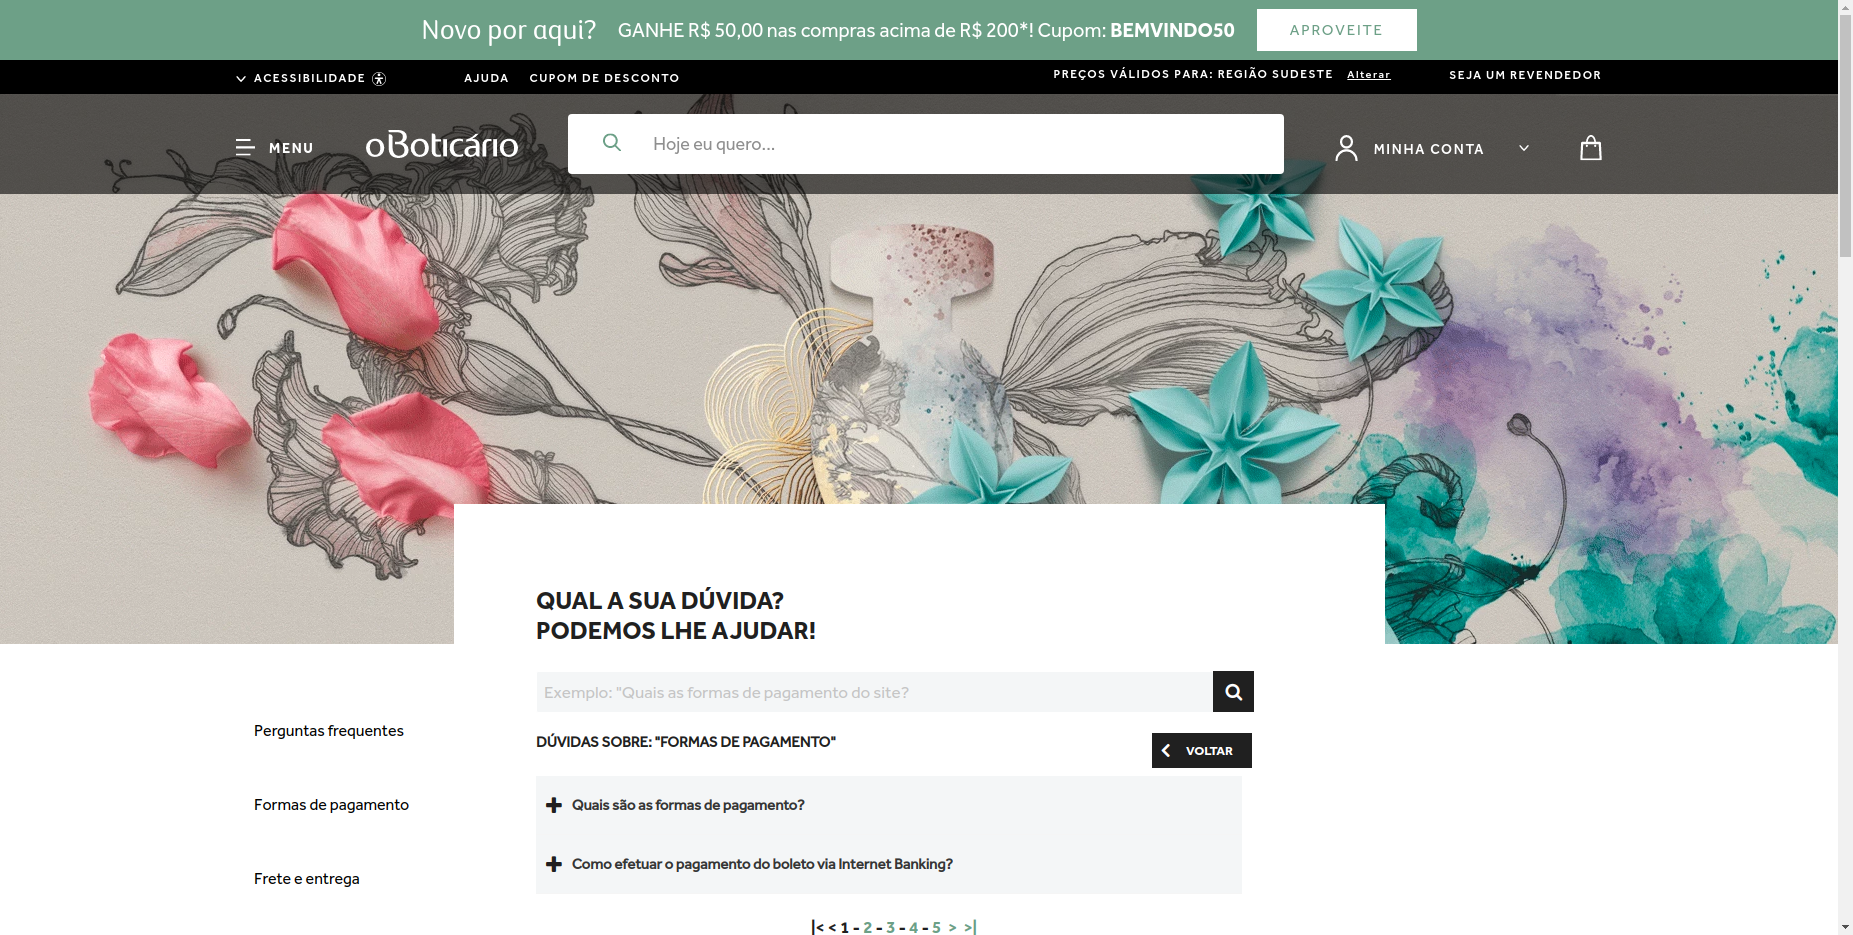 Novo por aqui? GANHE R$ 50,00 nas compras acima de R$ 200*! Cupom: BEMVINDO50 APROVEITE
ACESSIBILIDADE AJUDA CUPOM DE DESCONTO PREÇOS VÁLIDOS PARA: REGIÃO SUDESTE Alterar SEJA UM REVENDEDOR
MENU oBoticário Hoje eu quero... MINHA CONTA
QUAL A SUA DÚVIDA?
PODEMOS LHE AJUDAR!
Exemplo: "Quais as formas de pagamento do site?
Perguntas frequentes
Formas de pagamento
Frete e entrega
DÚVIDAS SOBRE: "FORMAS DE PAGAMENTO"
VOLTAR
Quais são as formas de pagamento?
Como efetuar o pagamento do boleto via Internet Banking?
|< < 1 - 2 - 3 - 4 - 5 > >|